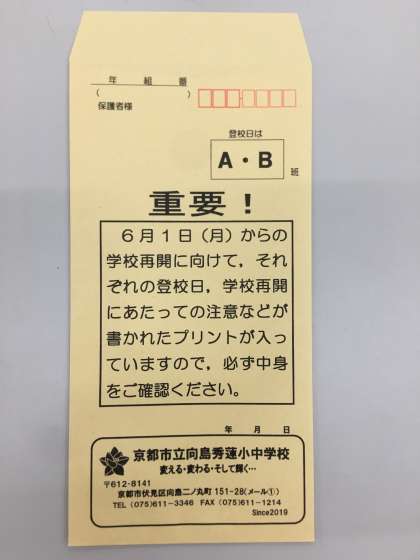 年 組 番
( )
保護者様
登校日は
A・B
班
重要!
6月1日(月)からの
学校再開に向けて,それ
ぞれの登校日,学校再開
にあたっての注意などが
書かれたプリントが入っ
ていますので,必ず中身
をご確認ください。
年 月 日
京都市立向島秀蓮小中学校
変える・変わる・そして輝く…
〒612-8141
京都市伏見区向島二ノ丸町 151-28(メール①)
TEL (075)611-3346 FAX (075)611-1214
Since2019